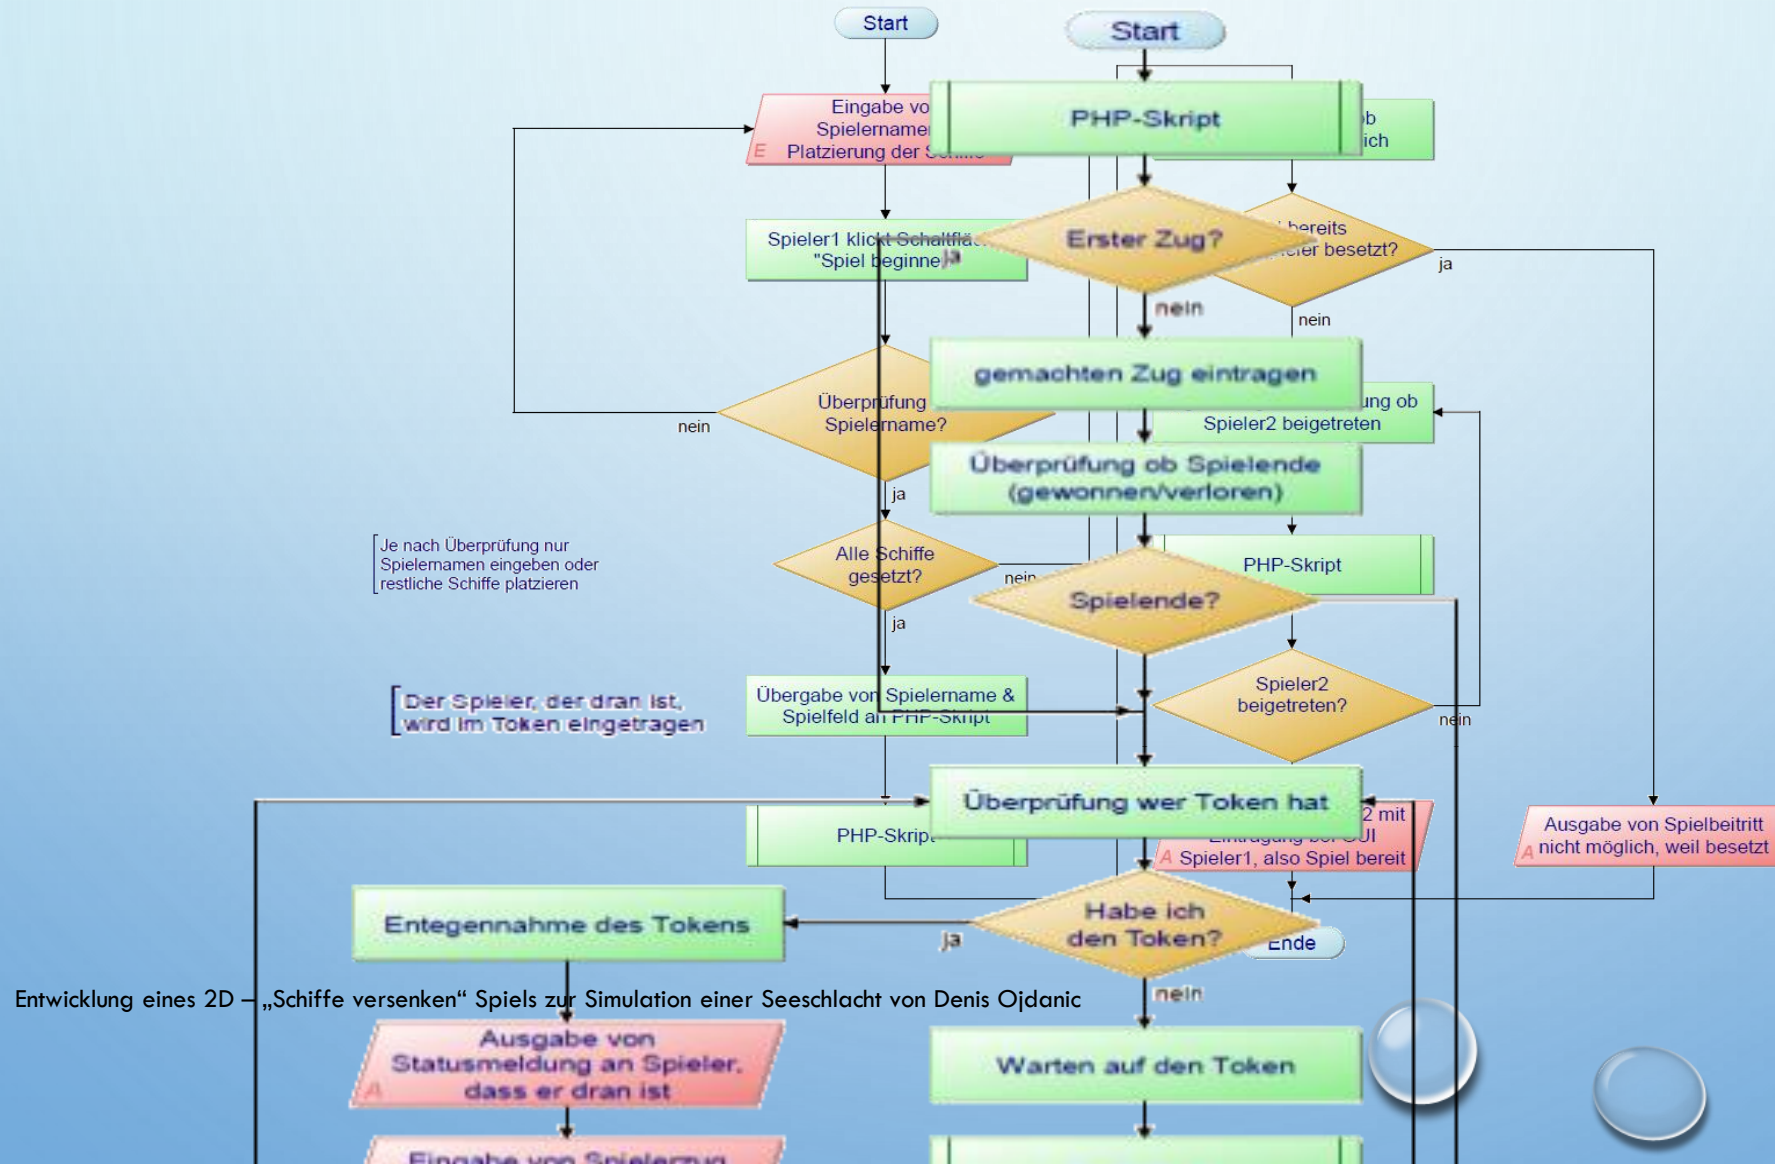 Start
Start
Eingabe
Spielername
E Platzierung der
PHP-Skript
Spieler1 klickt
"Spiel
ja
Erster Zug?
bereits
besetzt?
ja
nein
nein
gemachten Zug eintragen
Überprüfung
Spielername?
nein
ja
ob
Spieler2 beigetreten
Überprüfung ob Spielende
(gewonnen/verloren)
Je nach Überprüfung nur
Spielernamen eingeben oder
restliche Schiffe platzieren
Alle Schiffe
gesetzt?
nein
ja
PHP-Skript
Spielende?
Der Spieler, der dran ist,
wird im Token eingetragen
Übergabe von Spielername &
Spielfeld an PHP-Skript
Spieler2
beigetreten?
nein
Überprüfung wer Token hat
PHP-Skript
2 mit
A Spieler1, also Spiel bereit
Ausgabe von Spielbeitritt
A nicht möglich, weil besetzt
Entegennahme des Tokens
ja
Habe ich
den Token?
Ende
nein
Entwicklung eines 2D – „Schiffe versenken“ Spiels zur Simulation einer Seeschlacht von Denis Ojdanic
Ausgabe von
Statusmeldung an Spieler,
A dass er dran ist
Warten auf den Token
Eingabe von Spielerzug